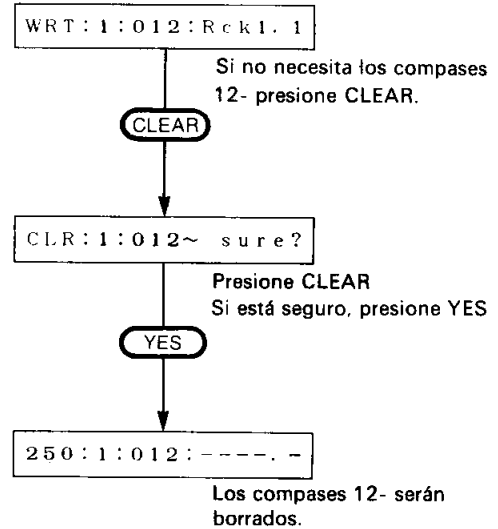 WRT:1:012:Rck1.1
Si no necesita los compases
12- presione CLEAR.
CLEAR
CLR:1:012~ sure?
Presione CLEAR
Si está seguro, presione YES
YES
250:1:012:----.-
Los compases 12- serán
borrados.